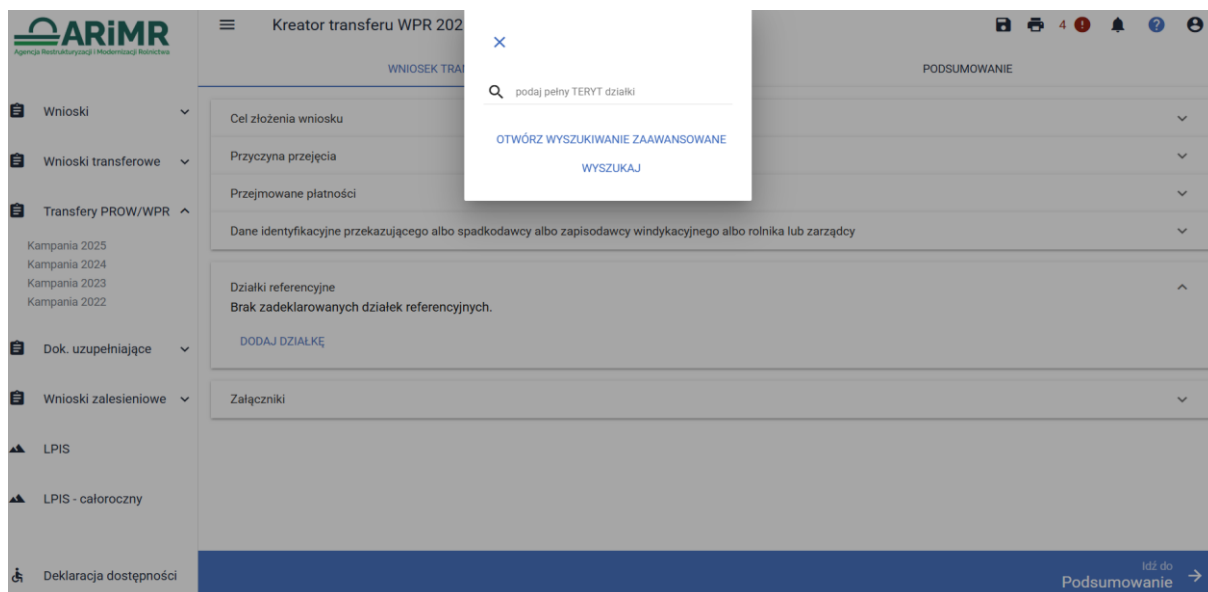 ARiMR
Agencja Restrukturyzacji i Modernizacji Rolnictwa
Wnioski
Wnioski transferowe
Transfery PROW/WPR
Kampania 2025
Kampania 2024
Kampania 2023
Kampania 2022
Dok. uzupełniające
Wnioski zalesieniowe
LPIS
LPIS - całoroczny
Deklaracja dostępności
Kreator transferu WPR 202
4
WNIOSEK TRA
PODSUMOWANIE
podaj pełny TERYT działki
OTWÓRZ WYSZUKIWANIE ZAAWANSOWANE
WYSZUKAJ
Cel złożenia wniosku
Przyczyna przejęcia
Przejmowane płatności
Dane identyfikacyjne przekazującego albo spadkodawcy albo zapisodawcy windykacyjnego albo rolnika lub zarządcy
Działki referencyjne
Brak zadeklarowanych działek referencyjnych.
DODAJ DZIAŁKĘ
Załączniki
Idź do
Podsumowanie